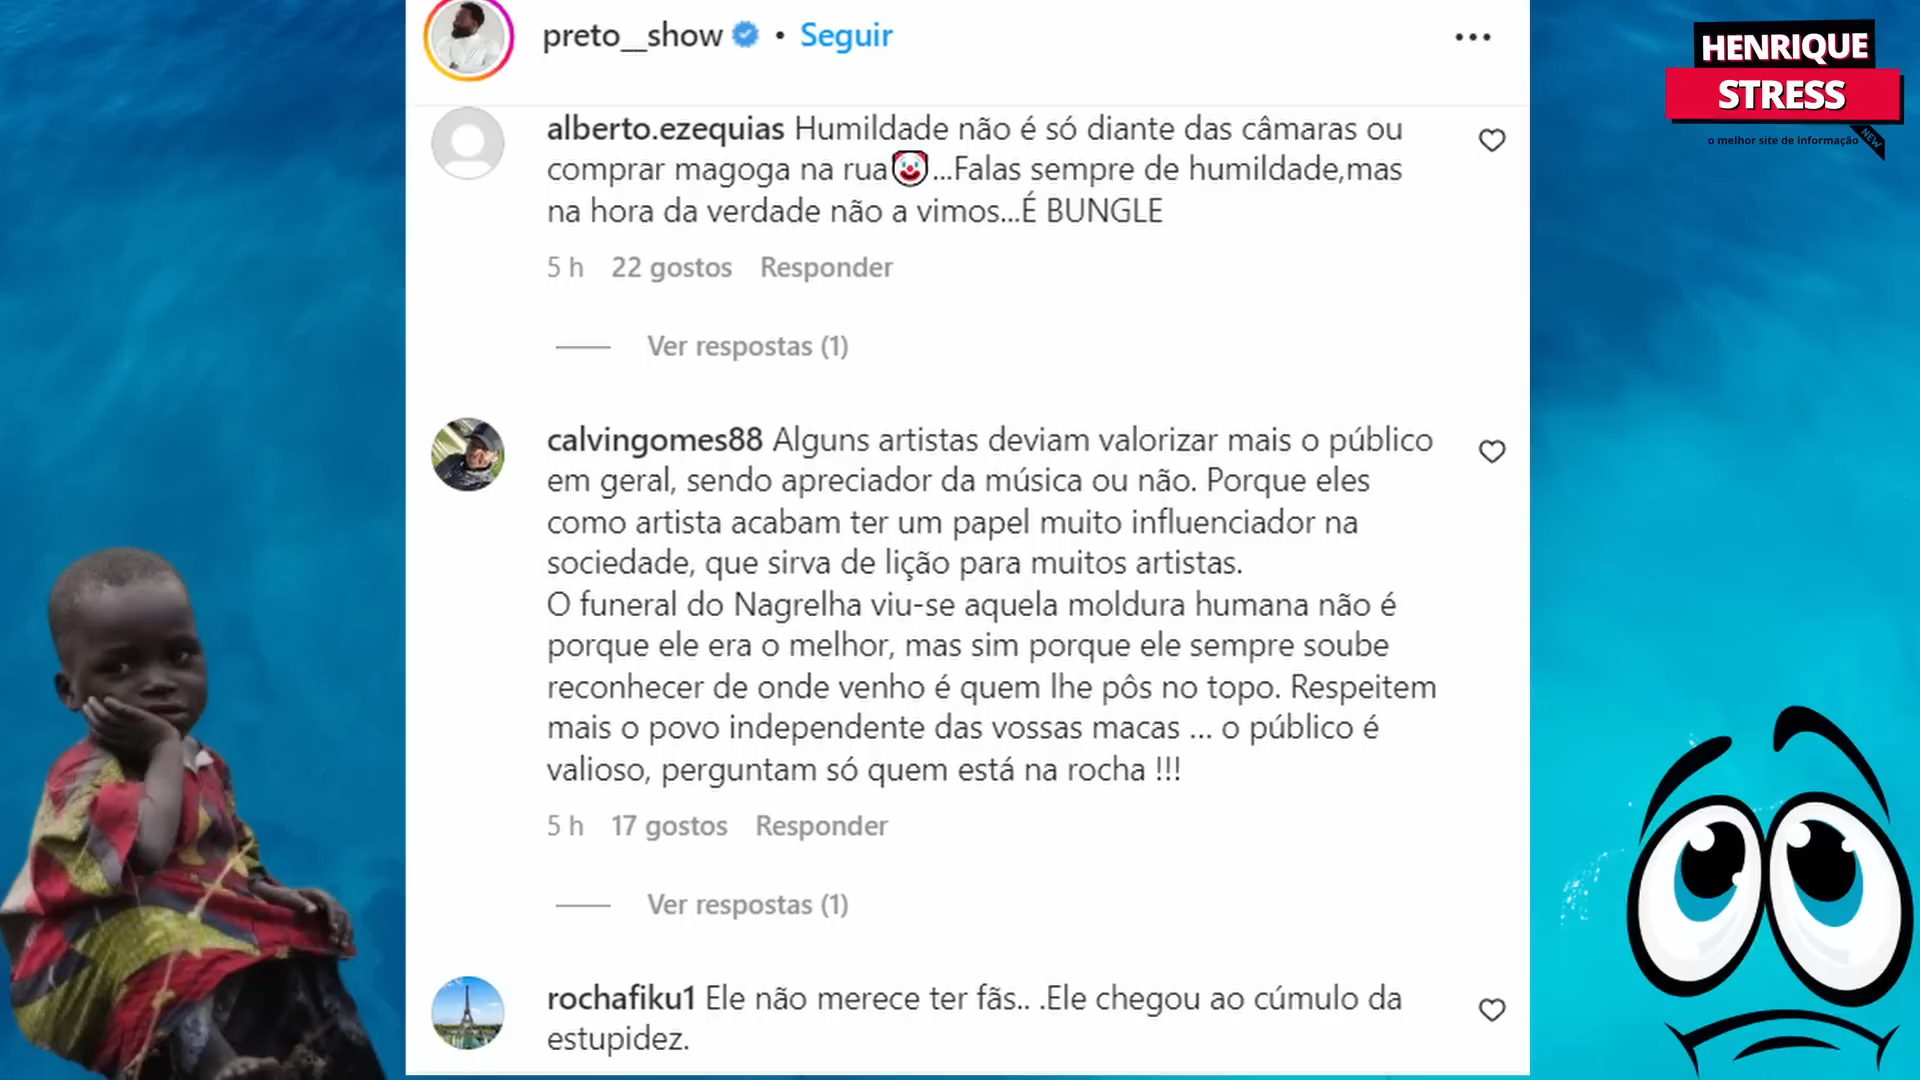 preto__show • Seguir
HENRIQUE
STRESS
o melhor site de informação
NEW
alberto.ezequias Humildade não é só diante das câmaras ou
comprar magoga na rua🤡...Falas sempre de humildade,mas
na hora da verdade não a vimos...É BUNGLE
5 h 22 gostos Responder
Ver respostas (1)
calvingomes88 Alguns artistas deviam valorizar mais o público
em geral, sendo apreciador da música ou não. Porque eles
como artista acabam ter um papel muito influenciador na
sociedade, que sirva de lição para muitos artistas.
O funeral do Nagrelha viu-se aquela moldura humana não é
porque ele era o melhor, mas sim porque ele sempre soube
reconhecer de onde venho é quem lhe pôs no topo. Respeitem
mais o povo independente das vossas macas ... o público é
valioso, perguntam só quem está na rocha !!!
5 h 17 gostos Responder
Ver respostas (1)
rochafiku1 Ele não merece ter fãs.. .Ele chegou ao cúmulo da
estupidez.